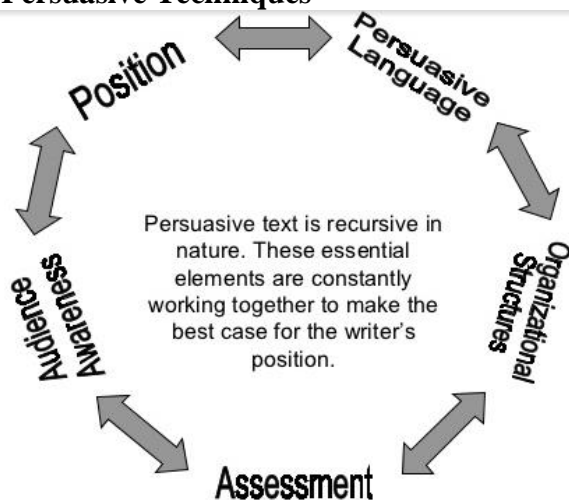 Persuasive Techniques
Position
Persuasive
Language
Organizational
Structures
Assessment
Audience
Awareness
Persuasive text is recursive in
nature. These essential
elements are constantly
working together to make the
best case for the writer's
position.